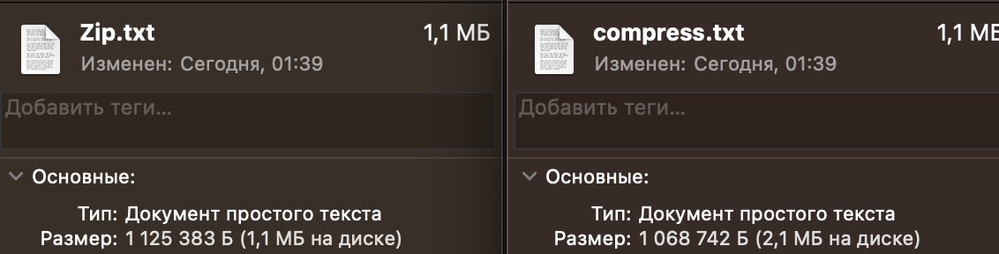 Zip.txt 1,1 МБ
Изменен: Сегодня, 01:39
Добавить теги...
Основные:
Тип: Документ простого текста
Размер: 1 125 383 Б (1,1 МБ на диске)
compress.txt 1,1 МБ
Изменен: Сегодня, 01:39
Добавить теги...
Основные:
Тип: Документ простого текста
Размер: 1 068 742 Б (2,1 МБ на диске)